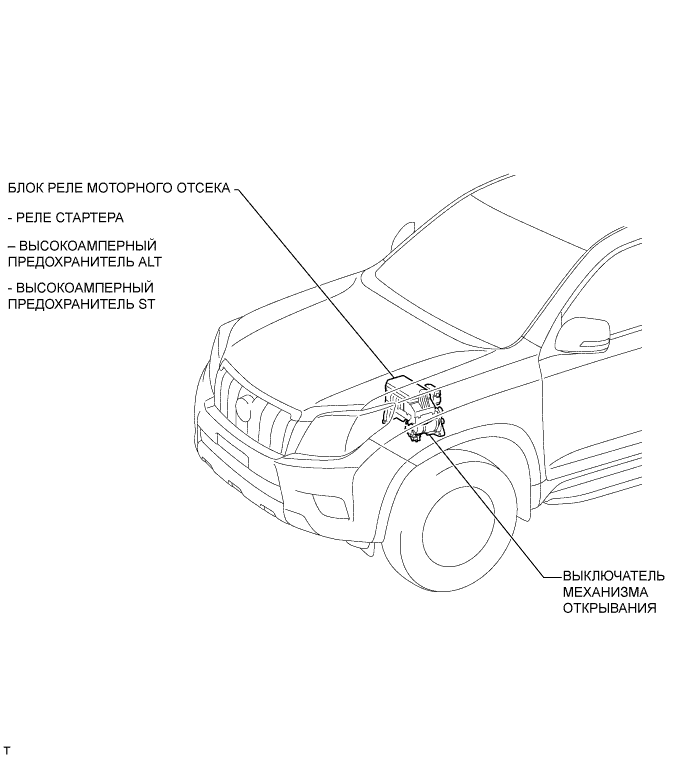 БЛОК РЕЛЕ МОТОРНОГО ОТСЕКА
- РЕЛЕ СТАРТЕРА
– ВЫСОКОАМПЕРНЫЙ
ПРЕДОХРАНИТЕЛЬ ALT
- ВЫСОКОАМПЕРНЫЙ
ПРЕДОХРАНИТЕЛЬ ST
ВЫКЛЮЧАТЕЛЬ
МЕХАНИЗМА
ОТКРЫВАНИЯ
T